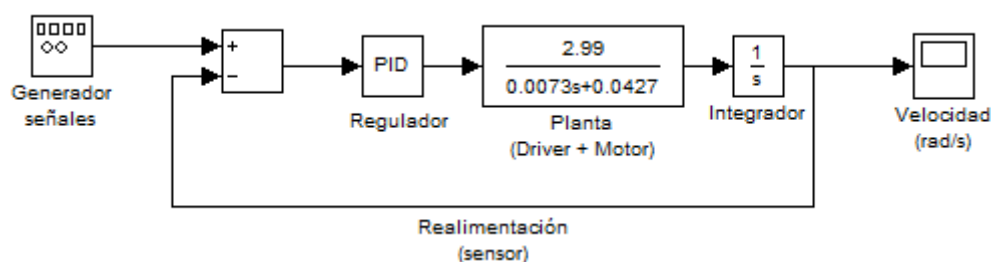 Generador
señales
+
−
PID
Regulador
2.99
0.0073s+0.0427
Planta
(Driver + Motor)
1
s
Integrador
Velocidad
(rad/s)
Realimentación
(sensor)